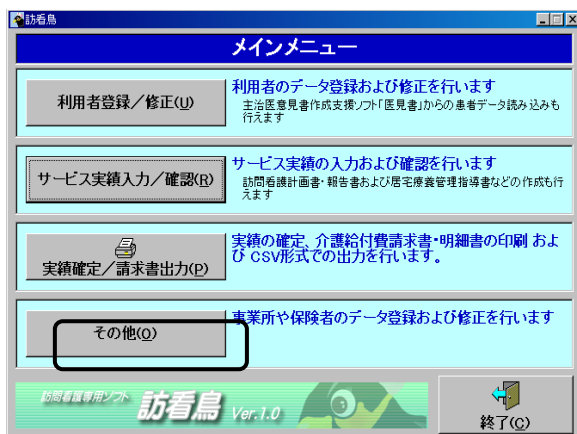 訪看鳥
メインメニュー
利用者登録／修正(U)
利用者のデータ登録および修正を行います
主治医意見書作成支援ソフト「医見書」からの患者データ読み込みも
行えます
サービス実績入力／確認(R)
サービス実績の入力および確認を行います
訪問看護計画書・報告書および居宅療養管理指導書などの作成も行
えます
実績確定／請求書出力(P)
実績の確定、介護給付費請求書・明細書の印刷 およ
び CSV形式での出力を行います。
その他(O)
事業所や保険者のデータ登録および修正を行います
訪問看護専用ソフト 訪看鳥 Ver.1.0
終了(C)